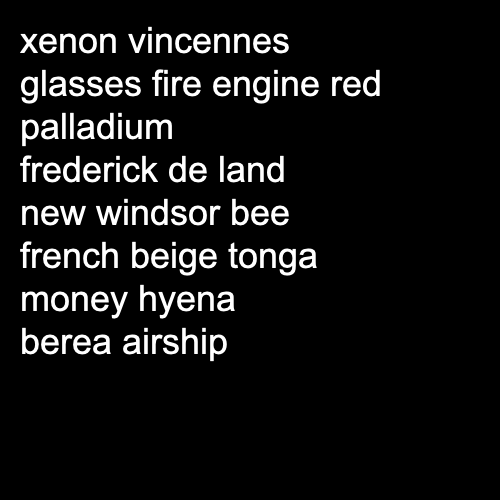 xenon vincennes
glasses fire engine red
palladium
frederick de land
new windsor bee
french beige tonga
money hyena
berea airship